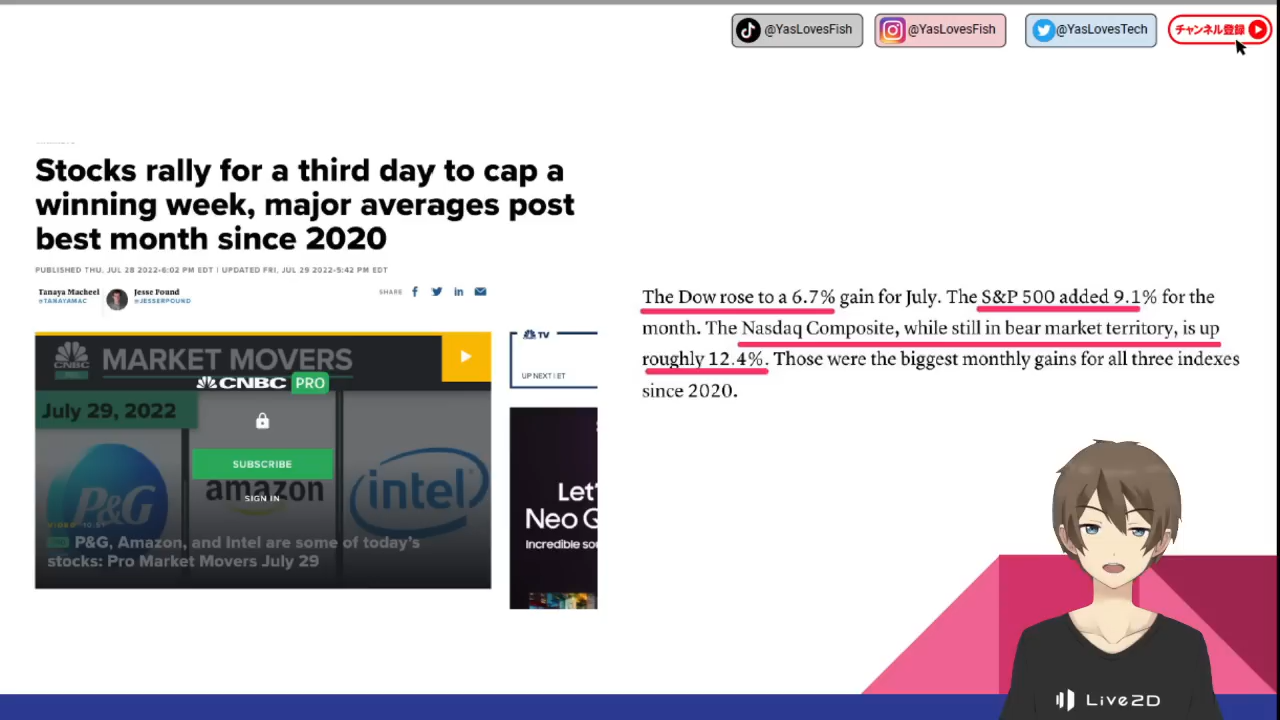 @YasLovesFish
@YasLovesFish
@YasLovesTech
チャンネル登録
Stocks rally for a third day to cap a
winning week, major averages post
best month since 2020
PUBLISHED THU, JUL 28 2022-6:02 PM EDT | UPDATED FRI, JUL 29 2022-5:42 PM EDT
Tanaya Macheel
@TANAYAMAC
Jesse Pound
@JESSERPOUND
SHARE
MARKET MOVERS
CNBC PRO
July 29, 2022
SUBSCRIBE
SIGN IN
P&G
amazon
intel
P&G, Amazon, and Intel are some of today's
stocks: Pro Market Movers July 29
TV
UP NEXT | ET
Let'
Neo Q
Incredible sou
The Dow rose to a 6.7% gain for July. The S&P 500 added 9.1% for the
month. The Nasdaq Composite, while still in bear market territory, is up
roughly 12.4%. Those were the biggest monthly gains for all three indexes
since 2020.
Live2D